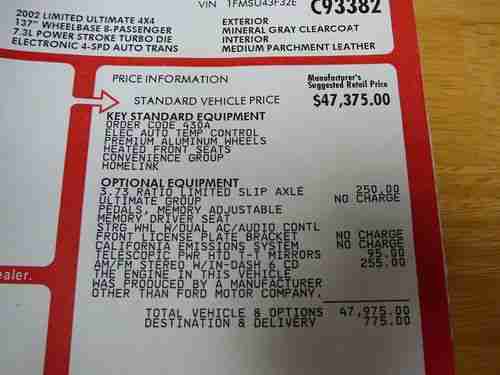 VIN 1FMSU43F32E C93382
2002 LIMITED ULTIMATE 4X4
137" WHEELBASE 8-PASSENGER
7.3L POWER STROKE TURBO DIE
ELECTRONIC 4-SPD AUTO TRANS
EXTERIOR
MINERAL GRAY CLEARCOAT
INTERIOR
MEDIUM PARCHMENT LEATHER
PRICE INFORMATION
Manufacturer's
Suggested Retail Price
STANDARD VEHICLE PRICE $47,375.00
KEY STANDARD EQUIPMENT
ORDER CODE 430A
ELEC AUTO TEMP CONTROL
PREMIUM ALUMINUM WHEELS
HEATED FRONT SEATS
CONVENIENCE GROUP
HOMELINK
OPTIONAL EQUIPMENT
3.73 RATIO LIMITED SLIP AXLE 250.00
ULTIMATE GROUP NO CHARGE
PEDALS, MEMORY ADJUSTABLE
MEMORY DRIVER SEAT
STRG WHL W/DUAL AC/AUDIO CONTL
FRONT LICENSE PLATE BRACKET NO CHARGE
CALIFORNIA EMISSIONS SYSTEM NO CHARGE
TELESCOPIC PWR HTD T-T MIRRORS 95.00
AM/FM STEREO W/IN-DASH 6 CD 255.00
THE ENGINE IN THIS VEHICLE
WAS PRODUCED BY A MANUFACTURER
OTHER THAN FORD MOTOR COMPANY.
TOTAL VEHICLE & OPTIONS 47,975.00
DESTINATION & DELIVERY 775.00
ealer.